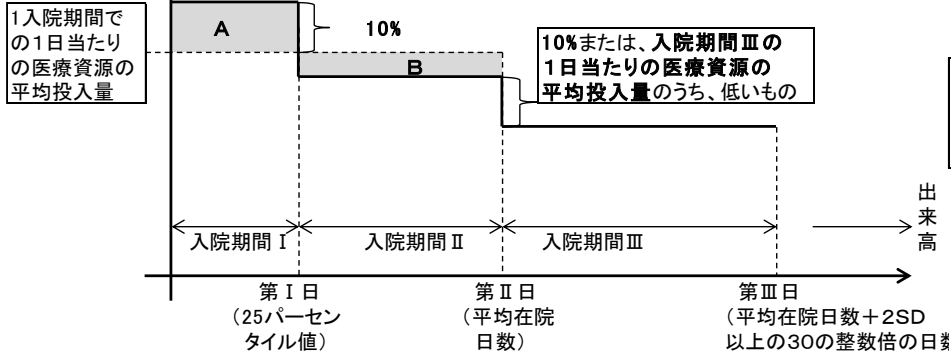 1入院期間で
の1日当たり
の医療資源の
平均投入量
A
10%
B
10%または、入院期間Ⅲの
1日当たりの医療資源の
平均投入量のうち、低いもの
入院期間Ⅰ
入院期間Ⅱ
入院期間Ⅲ
出
来
高
第Ⅰ日
(25パーセン
タイル値)
第Ⅱ日
(平均在院
日数)
第Ⅲ日
(平均在院日数+2SD
以上の30の整数倍の日数